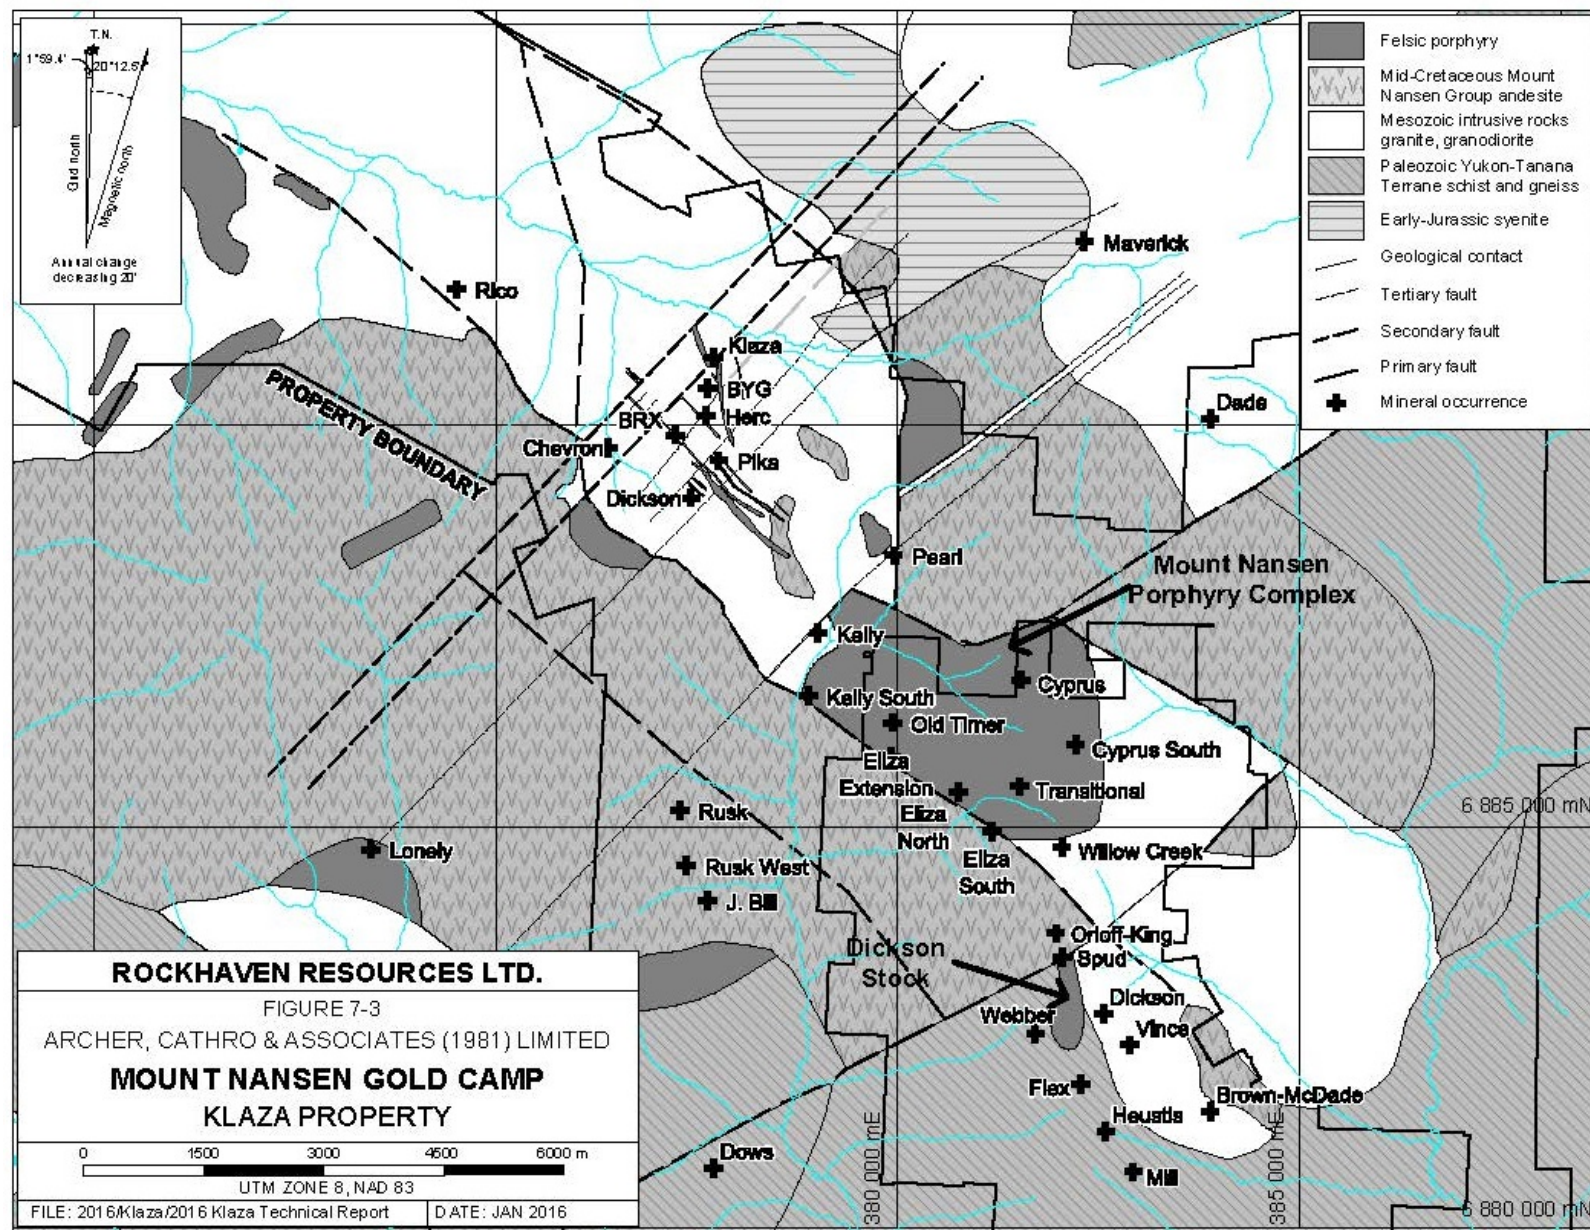 T.N.
1°59.4'
20°12.5'
Grid north
Magnetic north
Annual change
decreasing 20'
Felsic porphyry
Mid-Cretaceous Mount
Nansen Group andesite
Mesozoic intrusive rocks
granite, granodiorite
Paleozoic Yukon-Tanana
Terrane schist and gneiss
Early-Jurassic syenite
Geological contact
Tertiary fault
Secondary fault
Primary fault
Mineral occurrence
Maverick
Rico
Klaza
BYG
Herc
BRX
Chevron
Pika
Dickson
Dade
PROPERTY BOUNDARY
Pearl
Mount Nansen
Porphyry Complex
Kelly
Kelly South
Cyprus
Old Timer
Cyprus South
Eliza
Extension
Transitional
Eliza
North
Eliza
South
Willow Creek
6 885 000 mN
Rusk
Lonely
Rusk West
J. Bill
Orloff-King
Spud
Dickson
Stock
Dickson
Webber
Vince
Flex
Brown-McDade
Heustis
Dows
Mill
380 000 mE
385 000 mE
6 880 000 mN
ROCKHAVEN RESOURCES LTD.
FIGURE 7-3
ARCHER, CATHRO & ASSOCIATES (1981) LIMITED
MOUNT NANSEN GOLD CAMP
KLAZA PROPERTY
0 1500 3000 4500 6000 m
UTM ZONE 8, NAD 83
FILE: 2016/Klaza/2016 Klaza Technical Report
DATE: JAN 2016